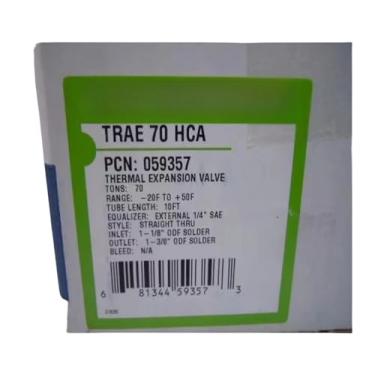 TRAE 70 HCA
PCN: 059357
THERMAL EXPANSION VALVE
TONS: 70
RANGE: -20F TO +50F
TUBE LENGTH: 10FT
EQUALIZER: EXTERNAL 1/4" SAE
STYLE: STRAIGHT THRU
INLET: 1-1/8" ODF SOLDER
OUTLET: 1-3/8" ODF SOLDER
BLEED: N/A
6 81344 59357 3